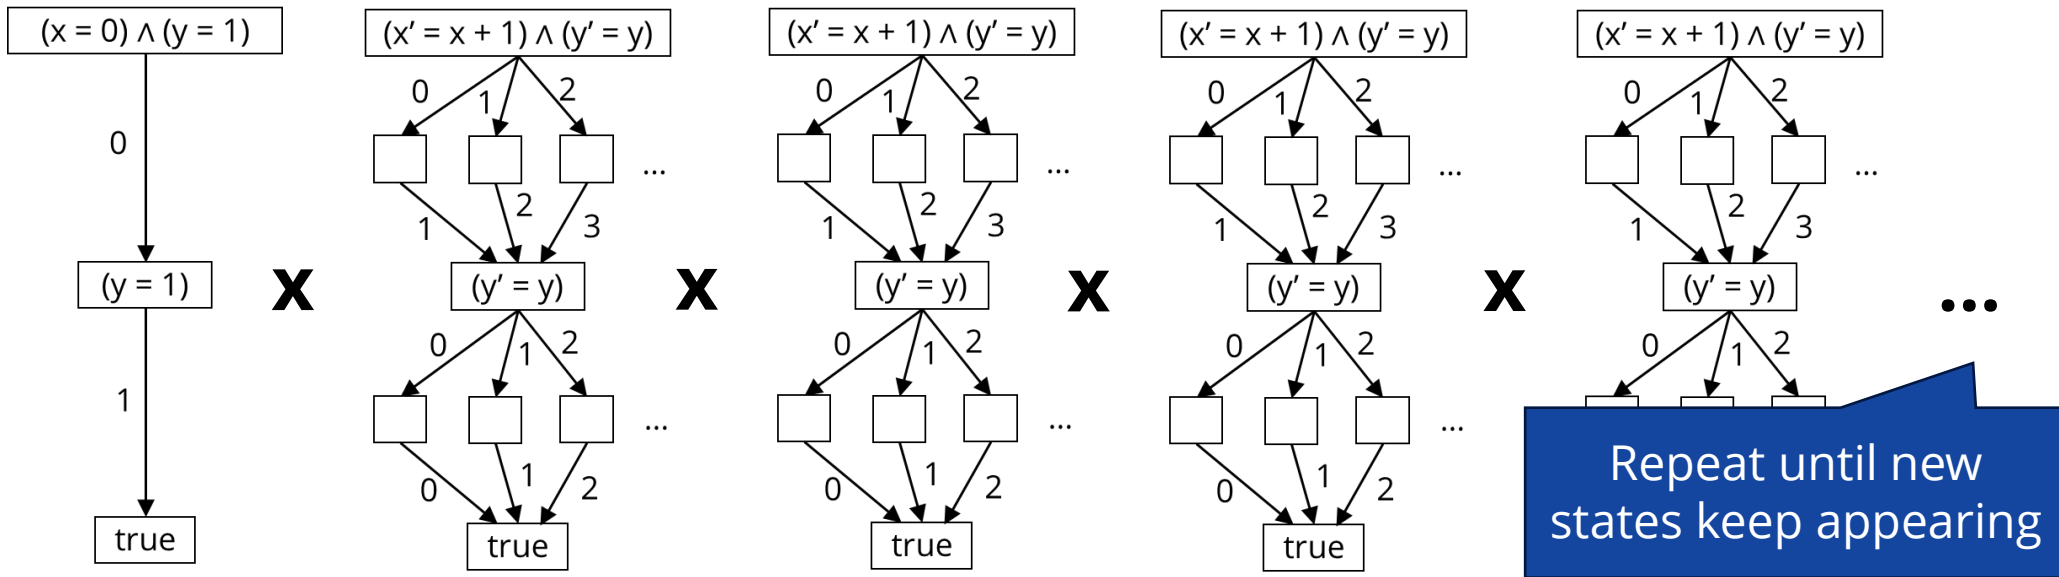 (x = 0) ∧ (y = 1)
(x’ = x + 1) ∧ (y’ = y)
(x’ = x + 1) ∧ (y’ = y)
(x’ = x + 1) ∧ (y’ = y)
(x’ = x + 1) ∧ (y’ = y)
0
0 1 2
0 1 2
0 1 2
0 1 2
...
...
...
...
1 2 3
1 2 3
1 2 3
1 2 3
(y = 1)
x
(y’ = y)
x
(y’ = y)
x
(y’ = y)
x
(y’ = y)
...
1
0 1 2
0 1 2
0 1 2
0 1 2
...
...
...
0 1 2
0 1 2
0 1 2
true
true
true
true
Repeat until new
states keep appearing